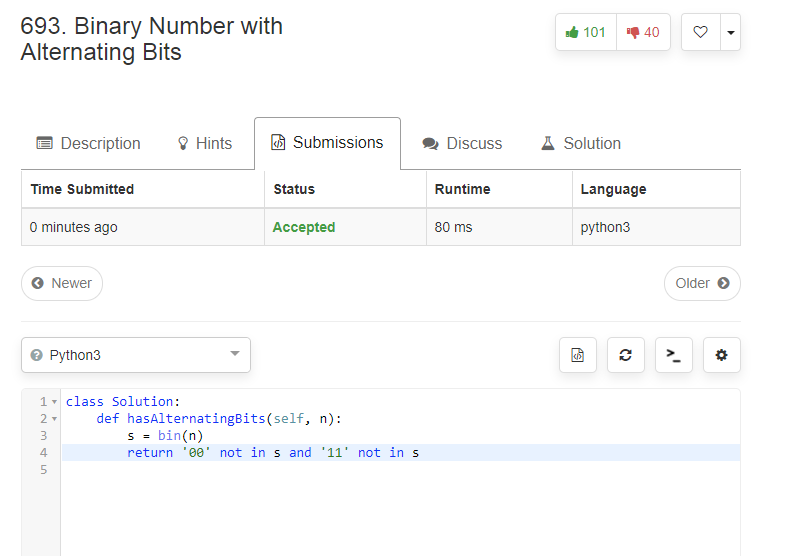 693. Binary Number with
Alternating Bits
101
40
Description
Hints
Submissions
Discuss
Solution
Time Submitted Status Runtime Language
0 minutes ago Accepted 80 ms python3
Newer
Older
Python3
1 class Solution:
2 def hasAlternatingBits(self, n):
3 s = bin(n)
4 return '00' not in s and '11' not in s
5